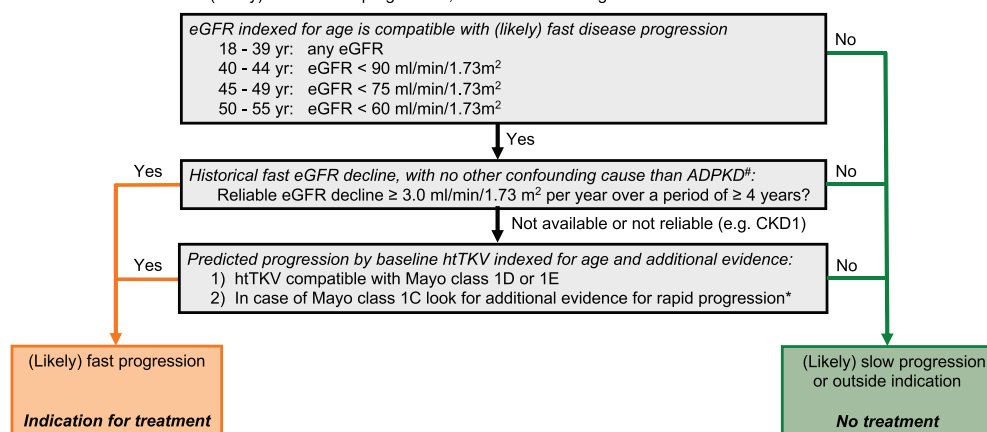 eGFR indexed for age is compatible with (likely) fast disease progression
18 - 39 yr: any eGFR
40 - 44 yr: eGFR < 90 ml/min/1.73m²
45 - 49 yr: eGFR < 75 ml/min/1.73m²
50 - 55 yr: eGFR < 60 ml/min/1.73m²
No
Yes
Yes
Historical fast eGFR decline, with no other confounding cause than ADPKD#:
Reliable eGFR decline ≥ 3.0 ml/min/1.73 m² per year over a period of ≥ 4 years?
No
Not available or not reliable (e.g. CKD1)
Yes
Predicted progression by baseline htTKV indexed for age and additional evidence:
1) htTKV compatible with Mayo class 1D or 1E
2) In case of Mayo class 1C look for additional evidence for rapid progression*
No
(Likely) fast progression
Indication for treatment
(Likely) slow progression
or outside indication
No treatment